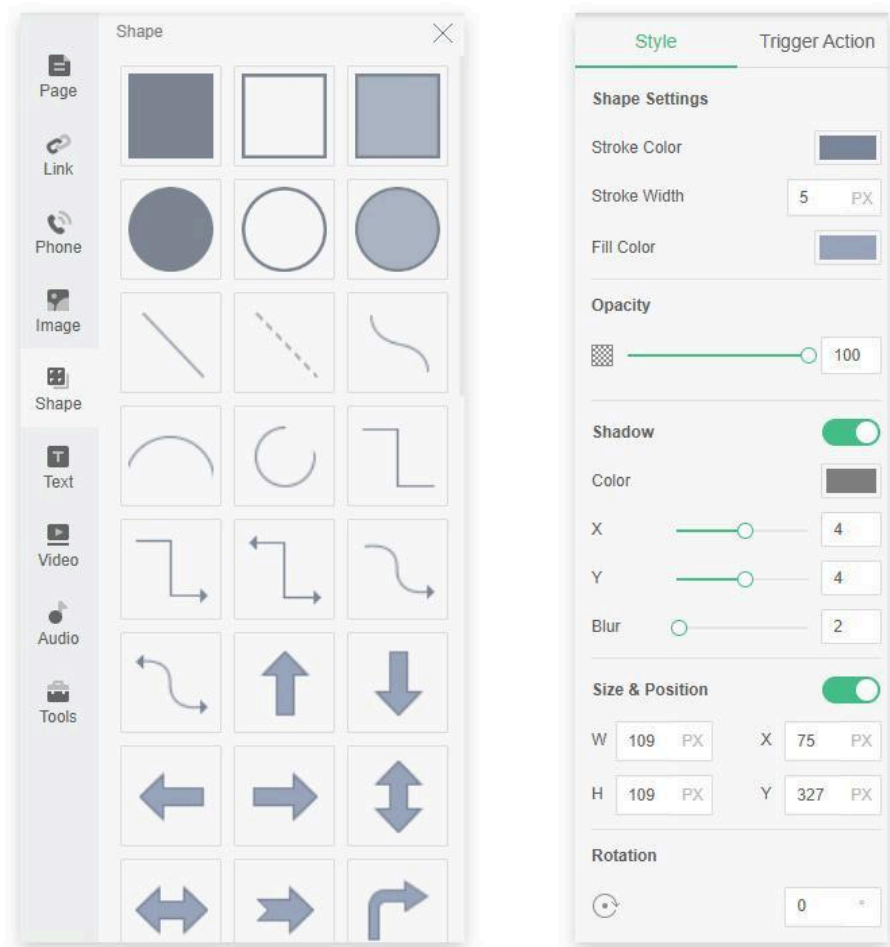 Shape
Page
Link
Phone
Image
Shape
Text
Video
Audio
Tools
Style Trigger Action
Shape Settings
Stroke Color
Stroke Width 5 PX
Fill Color
Opacity
100
Shadow
Color
X 4
Y 4
Blur 2
Size & Position
W 109 PX X 75 PX
H 109 PX Y 327 PX
Rotation
0 °